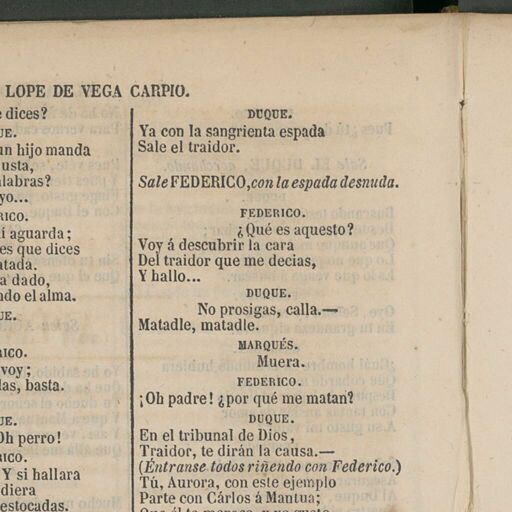 LOPE DE VEGA CARPIO.
dices?
UE.
un hijo manda
usta,
labras?
yo...
RICO.
í aguarda;
es que dices
atada.
a dado,
ndo el alma.
UE.
RICO.
voy;
las, basta.
UE.
Oh perro!
RICO.
Y si hallara
diera
estocadas.
DUQUE.
Ya con la sangrienta espada
Sale el traidor.
Sale FEDERICO, con la espada desnuda.
FEDERICO.
¿Qué es aquesto?
Voy á descubrir la cara
Del traidor que me decias,
Y hallo...
DUQUE.
No prosigas, calla.—
Matadle, matadle.
MARQUÉS.
Muera.
FEDERICO.
¡Oh padre! ¿por qué me matan?
DUQUE.
En el tribunal de Dios,
Traidor, te dirán la causa.—
(Éntranse todos riñendo con Federico.)
Tú, Aurora, con este ejemplo
Parte con Cárlos á Mantua;